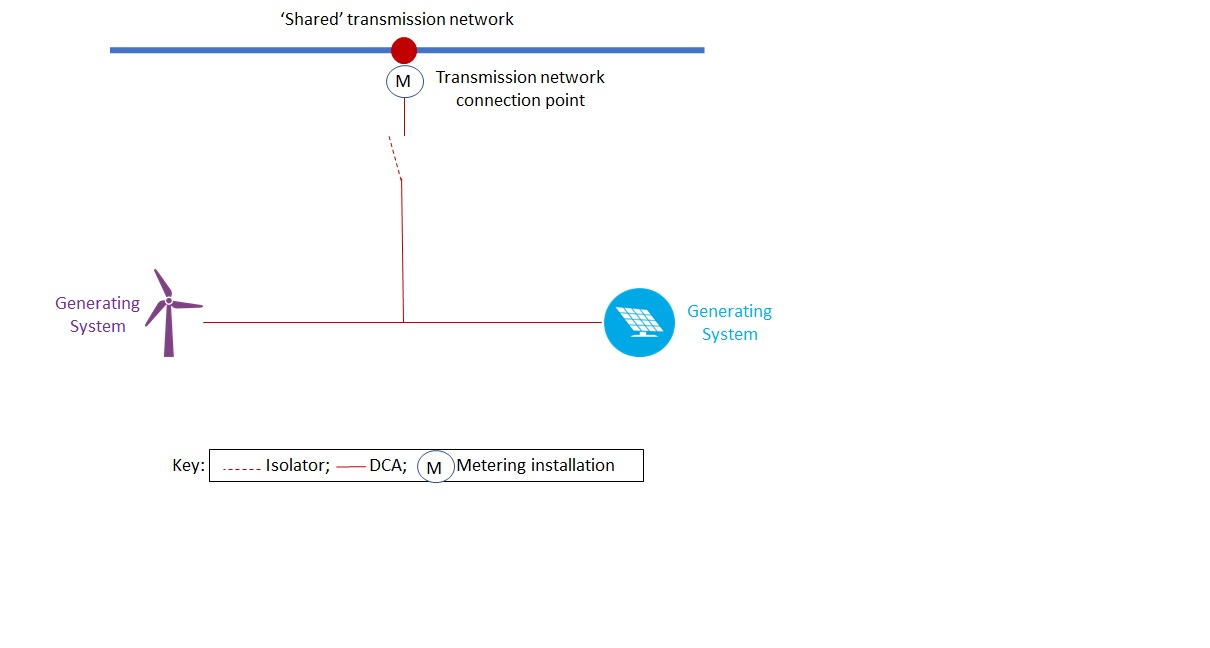 ‘Shared’ transmission network
M
Transmission network
connection point
Generating
System
Generating
System
Key: Isolator; DCA; M Metering installation